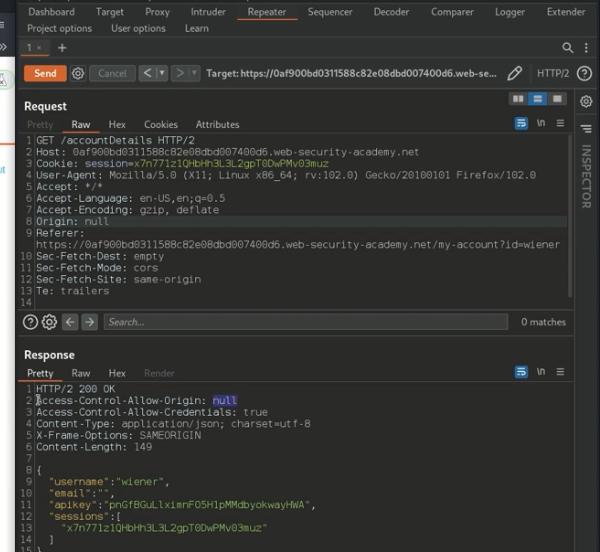 Dashboard Target Proxy Intruder Repeater Sequencer Decoder Comparer Logger Extender
Project options User options Learn
1 × +
Send Cancel < > Target: https://0af900bd0311588c82e08dbd007400d6.web-se... HTTP/2
Request
Pretty Raw Hex Cookies Attributes \n
INSPECTOR
1 GET /accountDetails HTTP/2
2 Host: 0af900bd0311588c82e08dbd007400d6.web-security-academy.net
3 Cookie: session=x7n771z1QHbHh3L3L2gpT0DwPMv03muz
4 User-Agent: Mozilla/5.0 (X11; Linux x86_64; rv:102.0) Gecko/20100101 Firefox/102.0
5 Accept: */*
6 Accept-Language: en-US,en;q=0.5
7 Accept-Encoding: gzip, deflate
8 Origin: null
9 Referer:
https://0af900bd0311588c82e08dbd007400d6.web-security-academy.net/my-account?id=wiener
10 Sec-Fetch-Dest: empty
11 Sec-Fetch-Mode: cors
12 Sec-Fetch-Site: same-origin
13 Te: trailers
14
Search... 0 matches
Response
Pretty Raw Hex Render \n
1 HTTP/2 200 OK
2 Access-Control-Allow-Origin: null
3 Access-Control-Allow-Credentials: true
4 Content-Type: application/json; charset=utf-8
5 X-Frame-Options: SAMEORIGIN
6 Content-Length: 149
7
8 {
9 "username":"wiener",
10 "email":"",
11 "apikey":"pnGfBGuLlximnFO5H1pMMdbyokwayHWA",
12 "sessions":[
13 "x7n771z1QHbHh3L3L2gpT0DwPMv03muz"
14 ]
15 }